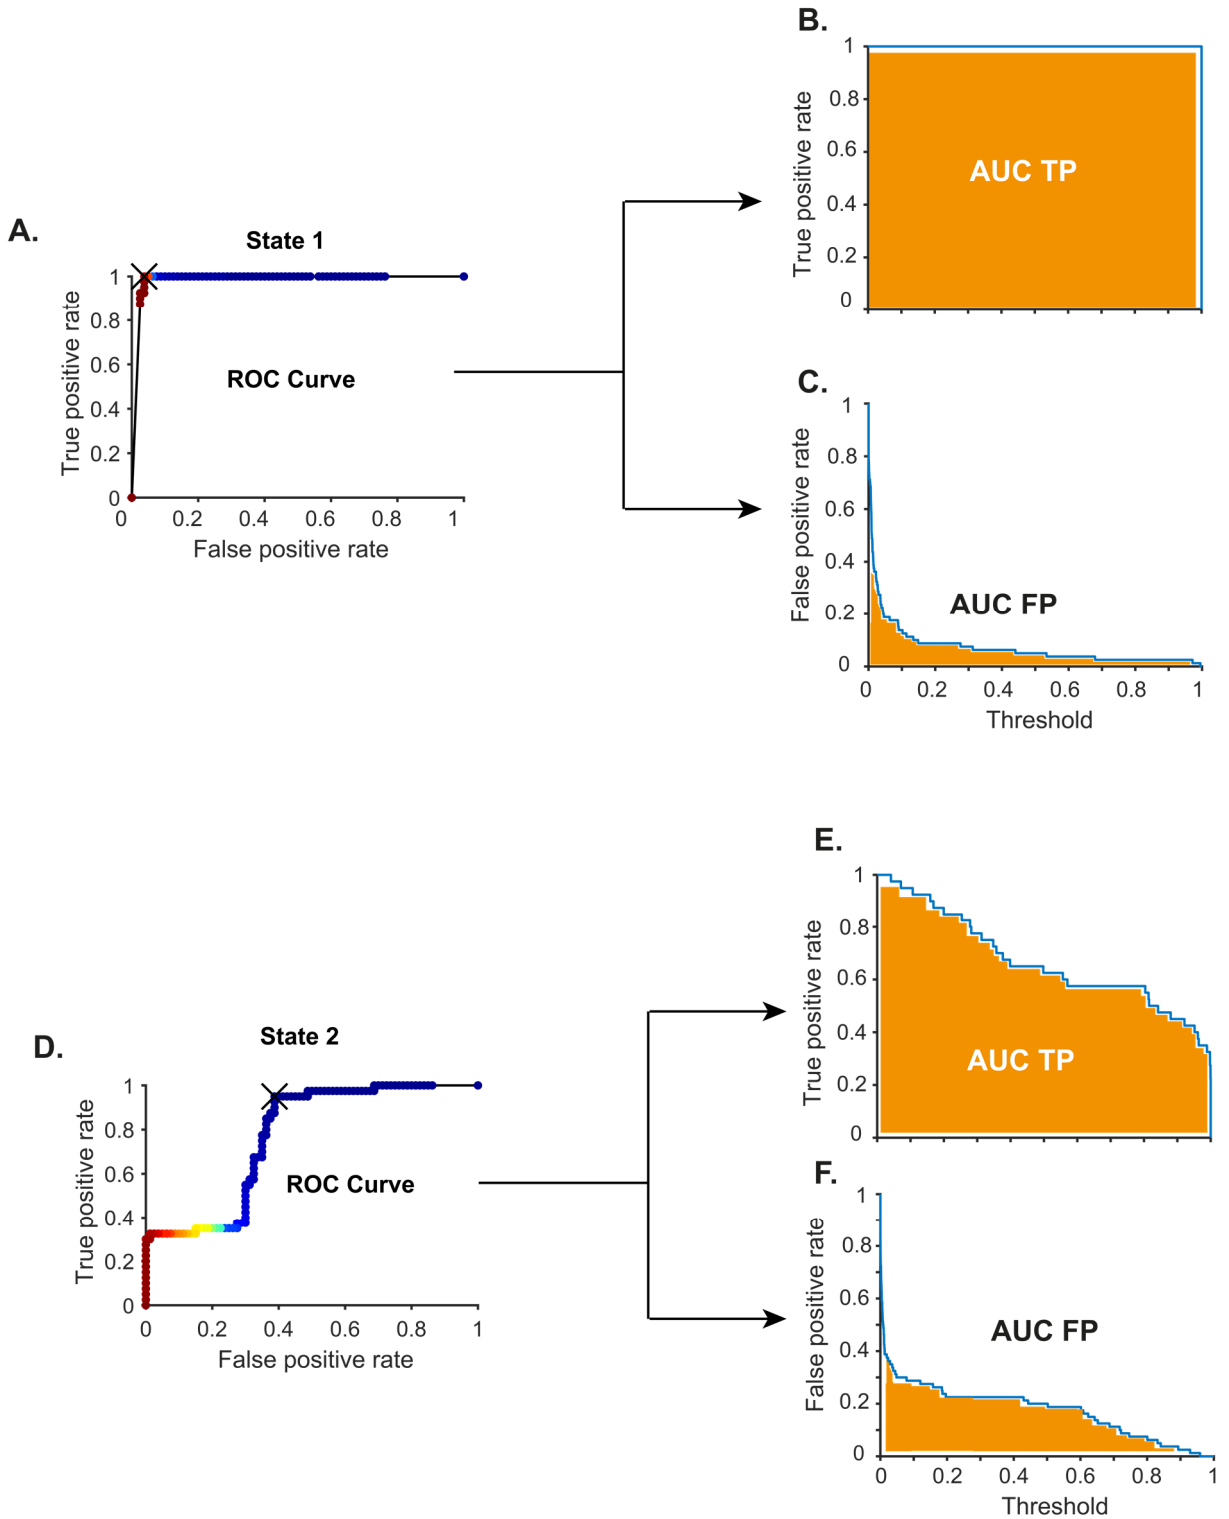 B.
1
0.8
0.6
0.4
0.2
0
True positive rate
AUC TP
A.
State 1
1
0.8
0.6
0.4
0.2
0
True positive rate
ROC Curve
0 0.2 0.4 0.6 0.8 1
False positive rate
C.
1
0.8
0.6
0.4
0.2
0
False positive rate
AUC FP
0 0.2 0.4 0.6 0.8 1
Threshold
E.
1
0.8
0.6
0.4
0.2
0
True positive rate
AUC TP
D.
State 2
1
0.8
0.6
0.4
0.2
0
True positive rate
ROC Curve
0 0.2 0.4 0.6 0.8 1
False positive rate
F.
1
0.8
0.6
0.4
0.2
0
False positive rate
AUC FP
0 0.2 0.4 0.6 0.8 1
Threshold